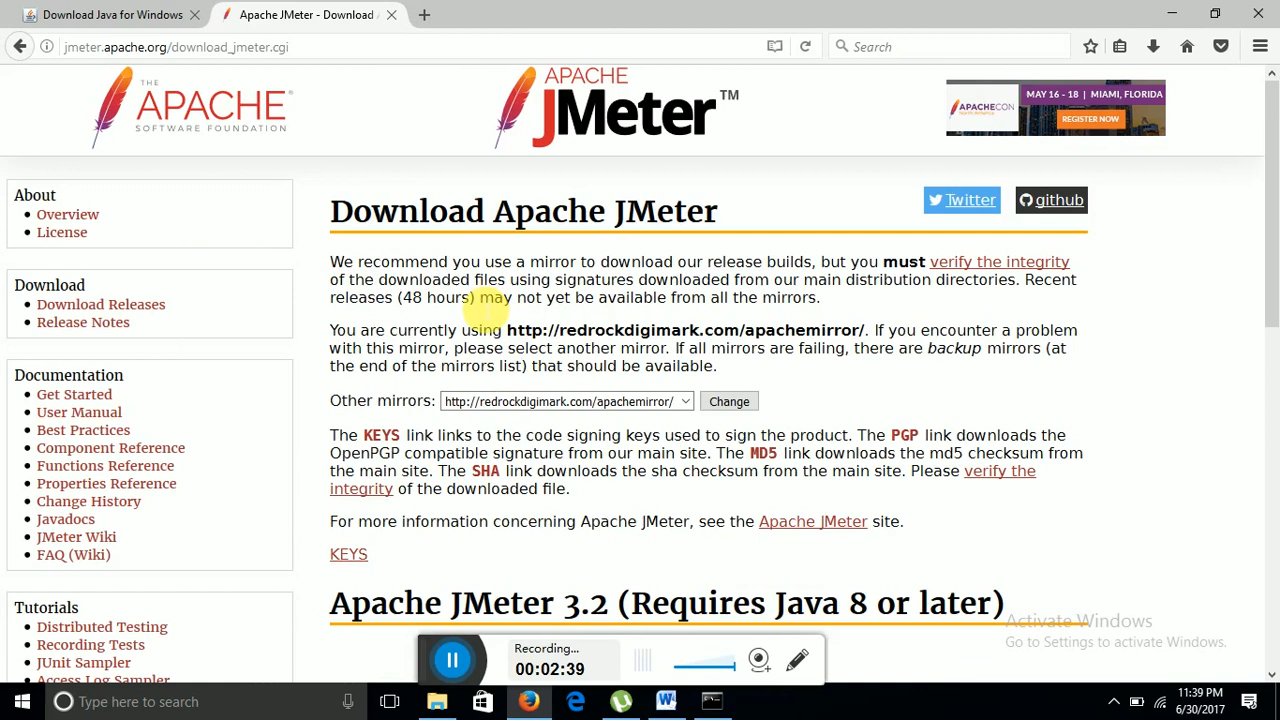 Download Java for Windows
Apache JMeter - Download
jmeter.apache.org/download_jmeter.cgi
Search
THE
APACHE
SOFTWARE FOUNDATION
APACHE
JMeter™
APACHECON
North America
MAY 16 - 18 | MIAMI, FLORIDA
REGISTER NOW
About
Overview
License
Download
Download Releases
Release Notes
Documentation
Get Started
User Manual
Best Practices
Component Reference
Functions Reference
Properties Reference
Change History
Javadocs
JMeter Wiki
FAQ (Wiki)
Tutorials
Distributed Testing
Recording Tests
JUnit Sampler
Access Log Sampler
Twitter
github
Download Apache JMeter
We recommend you use a mirror to download our release builds, but you must verify the integrity
of the downloaded files using signatures downloaded from our main distribution directories. Recent
releases (48 hours) may not yet be available from all the mirrors.
You are currently using http://redrockdigimark.com/apachemirror/. If you encounter a problem
with this mirror, please select another mirror. If all mirrors are failing, there are backup mirrors (at
the end of the mirrors list) that should be available.
Other mirrors: http://redrockdigimark.com/apachemirror/ Change
The KEYS link links to the code signing keys used to sign the product. The PGP link downloads the
OpenPGP compatible signature from our main site. The MD5 link downloads the md5 checksum from
the main site. The SHA link downloads the sha checksum from the main site. Please verify the
integrity of the downloaded file.
For more information concerning Apache JMeter, see the Apache JMeter site.
KEYS
Apache JMeter 3.2 (Requires Java 8 or later)
Activate Windows
Go to Settings to activate Windows.
Recording...
00:02:39
Type here to search
11:39 PM
6/30/2017